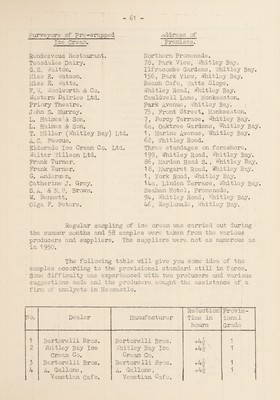 - 61 -
Purveyors of Pre-wrapped Ice Cream.
Address of Premises.
Rendezvous Restaurant. Northern Promenade.
Teesdales Dairy. 78, Park View, Whitley Bay.
G. H. Walton, Ilfracombe Gardens, Whitley Bay.
Miss E. Watson, 156, Park View, Whitley Bay.
Miss E. Watts, Beach Cafe, Watts Slope,
F. W. Woolworth & Co. Whitley Road, Whitley Bay.
Western Dairies Ltd. Cauldwell Lane, Monkseaton.
Priory Theatre. Park Avenue, Whitley Bay.
John S. Murray. 75, Front Street, Monkseaton.
L. Haimes & Son. 7, Percy Terrace, Whitley Bay.
L. Haimes & Son. 6a, Oaktree Gardens, Whitley Bay.
T. Miller (Whitley Bay) Ltd. 1, Marine Avenue, Whitley Bay.
A. C. 62, Whitley Road.
Eldorado Ice Cream Co. Ltd. Three standages on foreshore.
Walter Willson Ltd. 199, Whitley Road, Whitley Bay.
Frank Turner. 86, Marden Road S., Whitley Bay.
Frank Turner. 18, Margaret Road, Whitley Bay.
G. Anderson, 1, York Road, Whitley Bay.
Catherine J. Gray, 14a, Linden Terrace, Whitley Bay.
E. A. & E. P. Brown, Seabon Hotel, Promenade,
W. Bennett. 94, Whitley Road, Whitley Bay.
Olga F. Peters. 46, Esplanade, Whitley Bay.
Regular sampling of ice cream was carried out during
the summer months and 58 samples were taken from the various
producers and suppliers. The suppliers were not as numerous as
in 1950.
The following table will give you some idea of the
samples according to the provisional standard still in force.
Some difficulty was experienced with two producers and various
suggestions made and the producers sought the assistance of a
firm of analysts in Newcastle.
No. Dealer Manufacturer Reduction Time in hours Provisional Grade
1 Bertorelli Bros. Bertorelli Bros. 4½ 1
2 Whitley Bay Ice Cream Co. Whitley Bay Ice Cream Co. 4½ 1
3 Bertorelli Bros. Bertorelli Bros. 4½ 1
4 A. Gallone, Venetian Cafe. A. Gallone, Venetian Cafe. 4½ 1